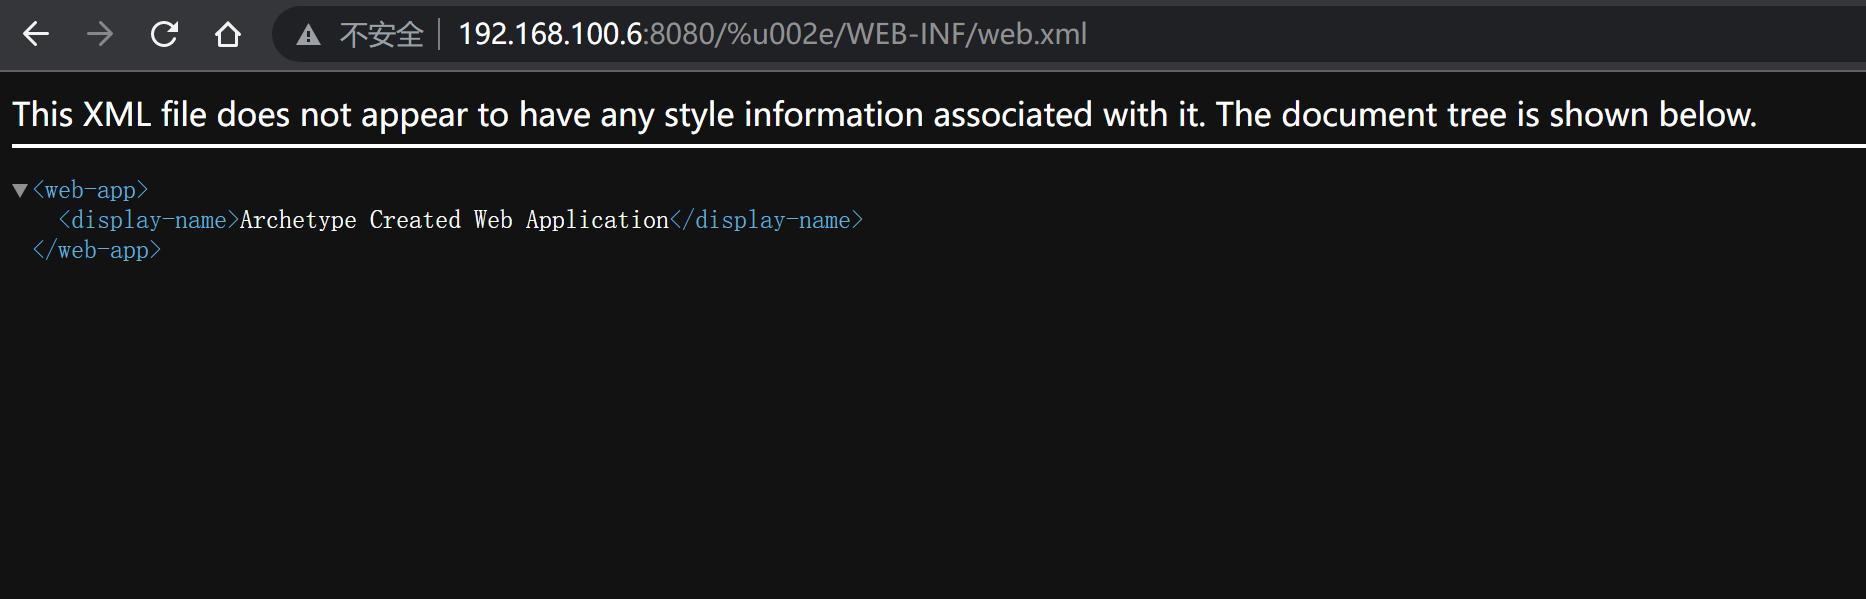 不安全 192.168.100.6:8080/%u002e/WEB-INF/web.xml
This XML file does not appear to have any style information associated with it. The document tree is shown below.
▼<web-app>
<display-name>Archetype Created Web Application</display-name>
</web-app>